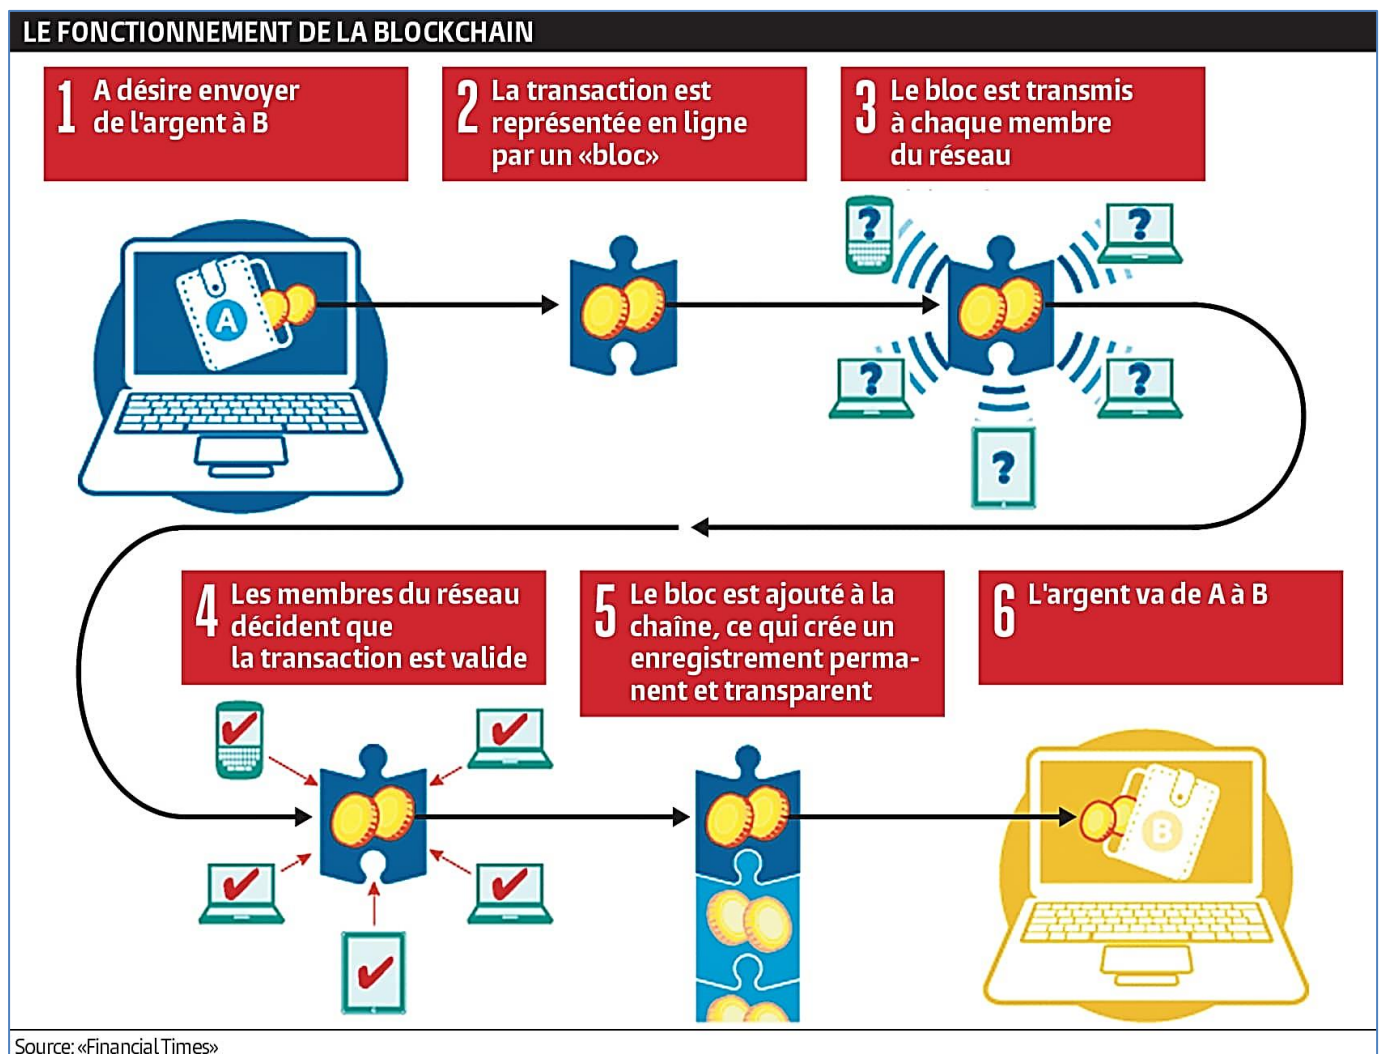 LE FONCTIONNEMENT DE LA BLOCKCHAIN
1 A désire envoyer
de l'argent à B
2 La transaction est
représentée en ligne
par un «bloc»
3 Le bloc est transmis
à chaque membre
du réseau
A
?
?
?
?
?
4 Les membres du réseau
décident que
la transaction est valide
5 Le bloc est ajouté à la
chaîne, ce qui crée un
enregistrement perma-
nent et transparent
6 L'argent va de A à B
B
Source: «Financial Times»